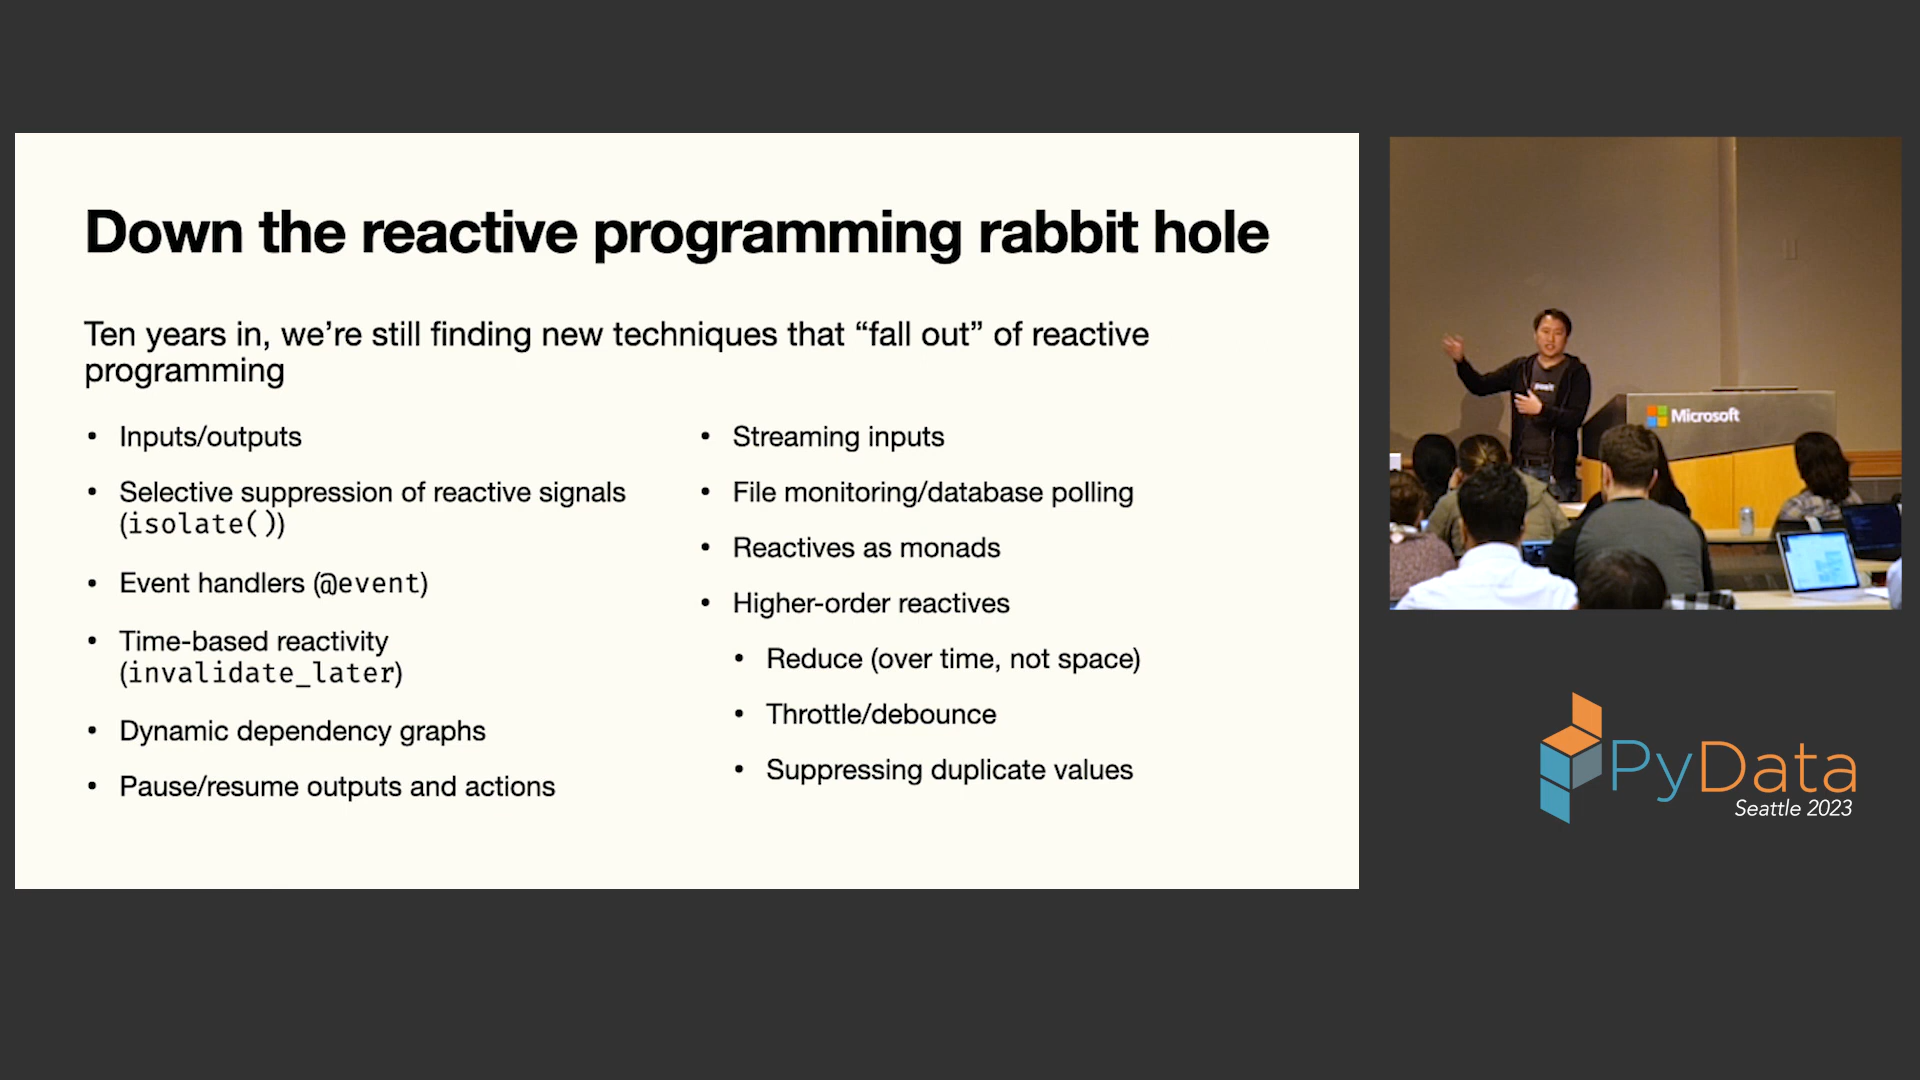 Down the reactive programming rabbit hole
Ten years in, we’re still finding new techniques that “fall out” of reactive
programming
• Inputs/outputs
• Selective suppression of reactive signals
(isolate())
• Event handlers (@event)
• Time-based reactivity
(invalidate_later)
• Dynamic dependency graphs
• Pause/resume outputs and actions
• Streaming inputs
• File monitoring/database polling
• Reactives as monads
• Higher-order reactives
• Reduce (over time, not space)
• Throttle/debounce
• Suppressing duplicate values
posit
Microsoft
PyData
Seattle 2023